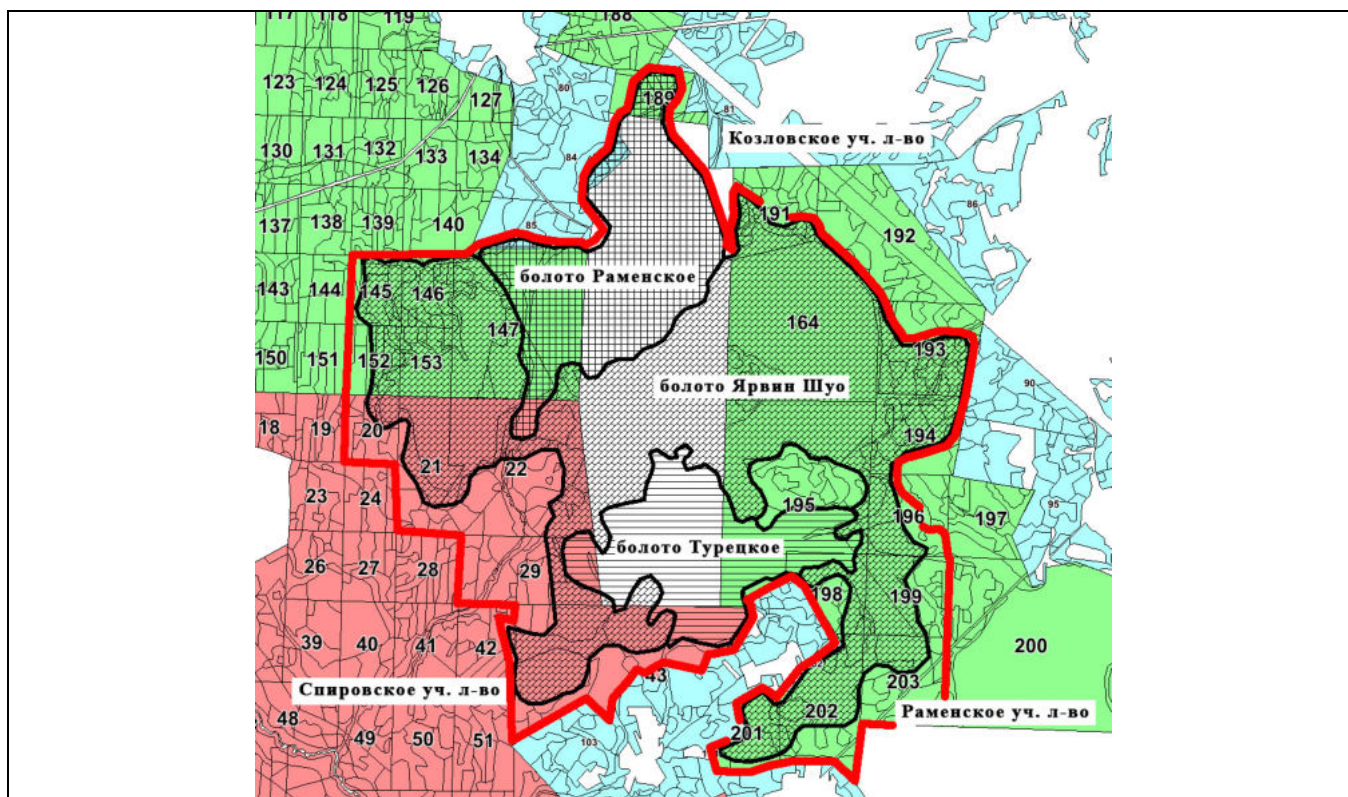 117 118 119 188
123 124 125 126 127 80 189 81
Козловское уч. л-во
130 131 132 133 134 84
137 138 139 140 85 191 192 86
болото Раменское
143 144 145 146 147 164
150 151 152 153 193
болото Ярвин Шуо
90
18 19 20 21 22 194
23 24 195 196 197 95
болото Турецкое
26 27 28 29 198 199
39 40 41 42 43 200
Спировское уч. л-во
203
Раменское уч. л-во
48 49 50 51 103 201 202